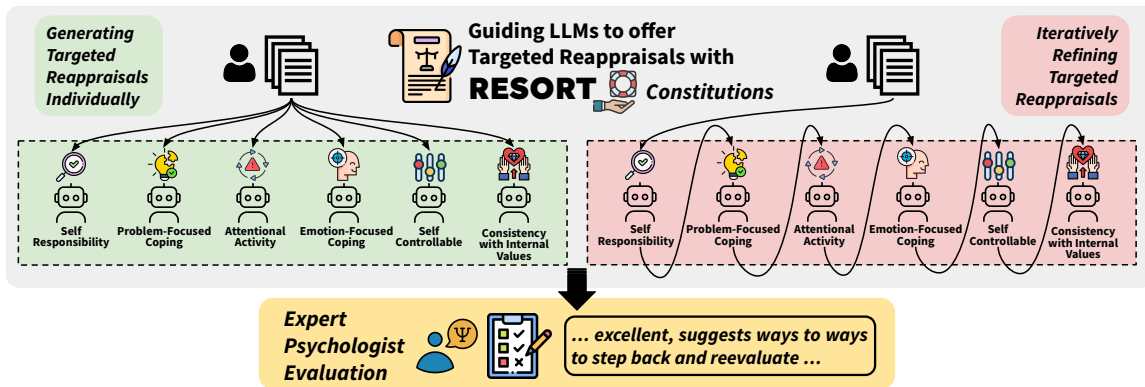 Generating
Targeted
Reappraisals
Individually
Guiding LLMs to offer
Targeted Reappraisals with
RESORT Constitutions
Iteratively
Refining
Targeted
Reappraisals
Self
Responsibility
Problem-Focused
Coping
Attentional
Activity
Emotion-Focused
Coping
Self
Controllable
Consistency
with Internal
Values
Self
Responsibility
Problem-Focused
Coping
Attentional
Activity
Emotion-Focused
Coping
Self
Controllable
Consistency
with Internal
Values
Expert
Psychologist
Evaluation
Ψ
... excellent, suggests ways to ways
to step back and reevaluate ...